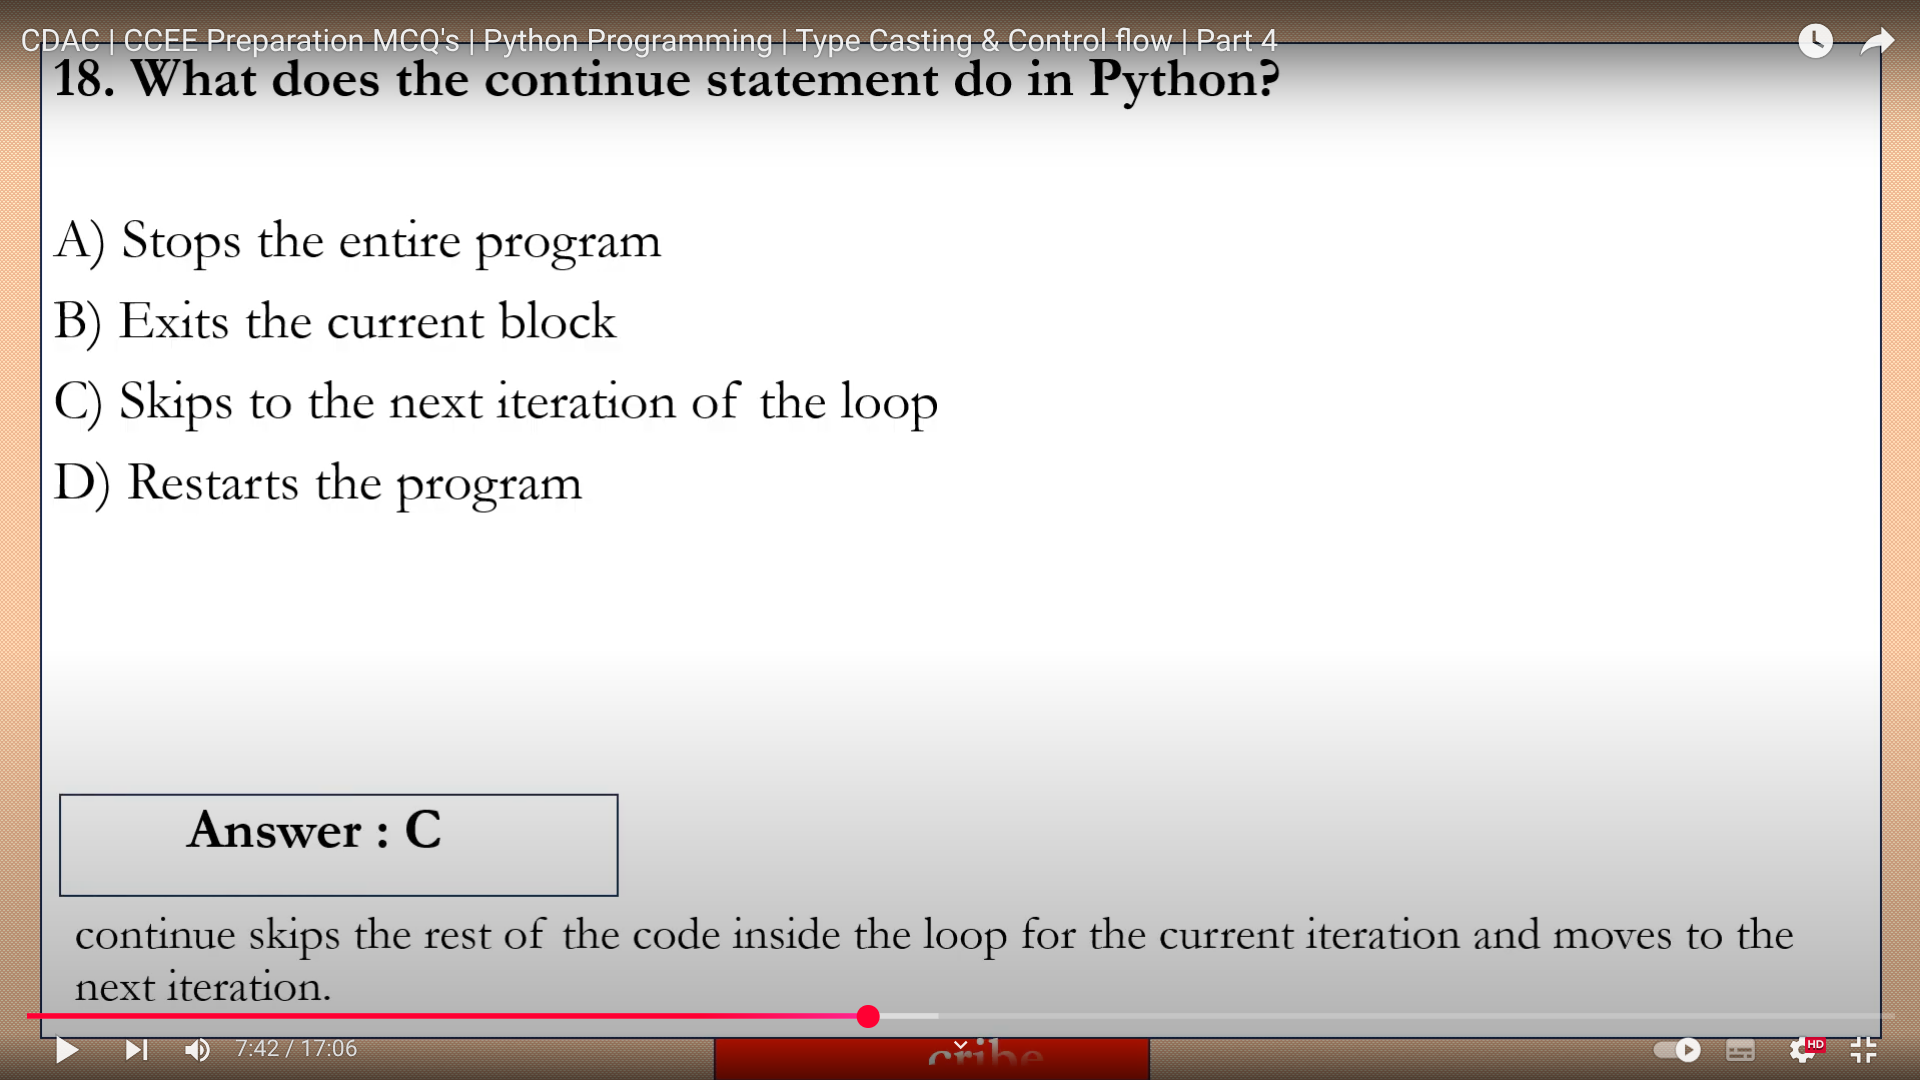 CDAC | CCEE Preparation MCQ's | Python Programming | Type Casting & Control flow | Part 4
18. What does the continue statement do in Python?
A) Stops the entire program
B) Exits the current block
C) Skips to the next iteration of the loop
D) Restarts the program
Answer : C
continue skips the rest of the code inside the loop for the current iteration and moves to the
next iteration.
7:42 / 17:06
HD